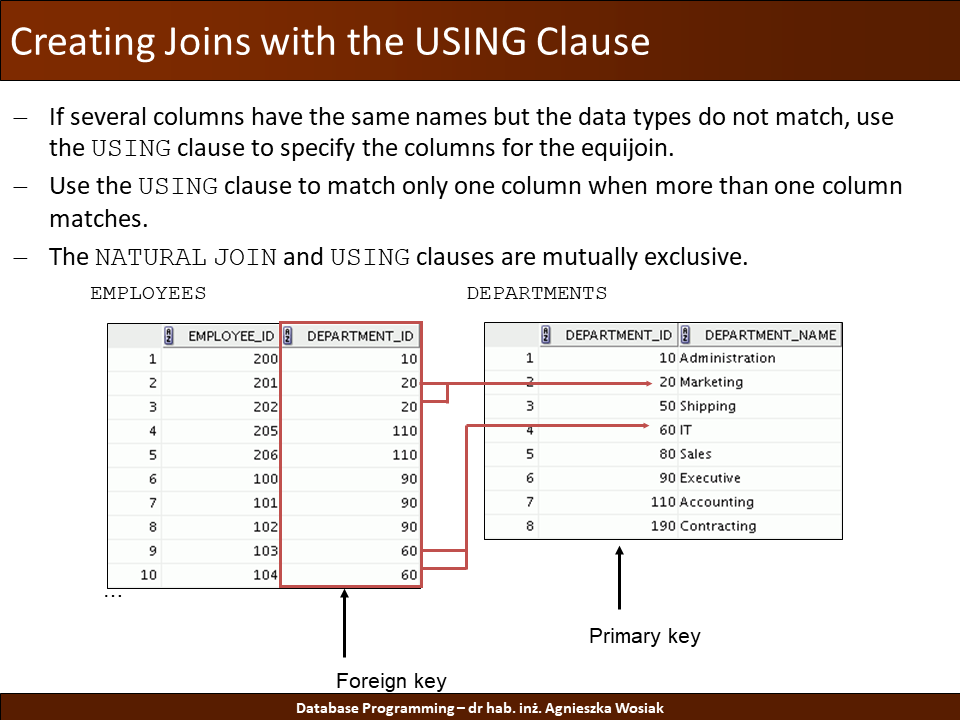 Creating Joins with the USING Clause
– If several columns have the same names but the data types do not match, use
the USING clause to specify the columns for the equijoin.
– Use the USING clause to match only one column when more than one column
matches.
– The NATURAL JOIN and USING clauses are mutually exclusive.
EMPLOYEES DEPARTMENTS
EMPLOYEE_ID DEPARTMENT_ID
1 200 10
2 201 20
3 202 20
4 205 110
5 206 110
6 100 90
7 101 90
8 102 90
9 103 60
10 104 60
...
DEPARTMENT_ID DEPARTMENT_NAME
1 10 Administration
2 20 Marketing
3 50 Shipping
4 60 IT
5 80 Sales
6 90 Executive
7 110 Accounting
8 190 Contracting
Primary key
Foreign key
Database Programming – dr hab. inż. Agnieszka Wosiak